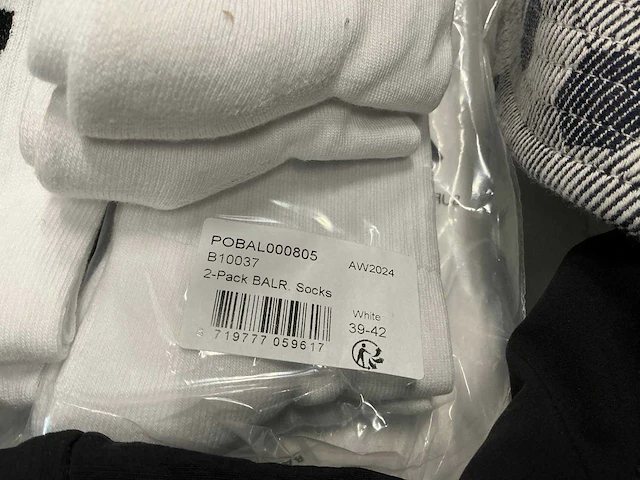 POBAL000805
B10037
AW2024
2-Pack BALR. Socks
White
39-42
4 719777 059617